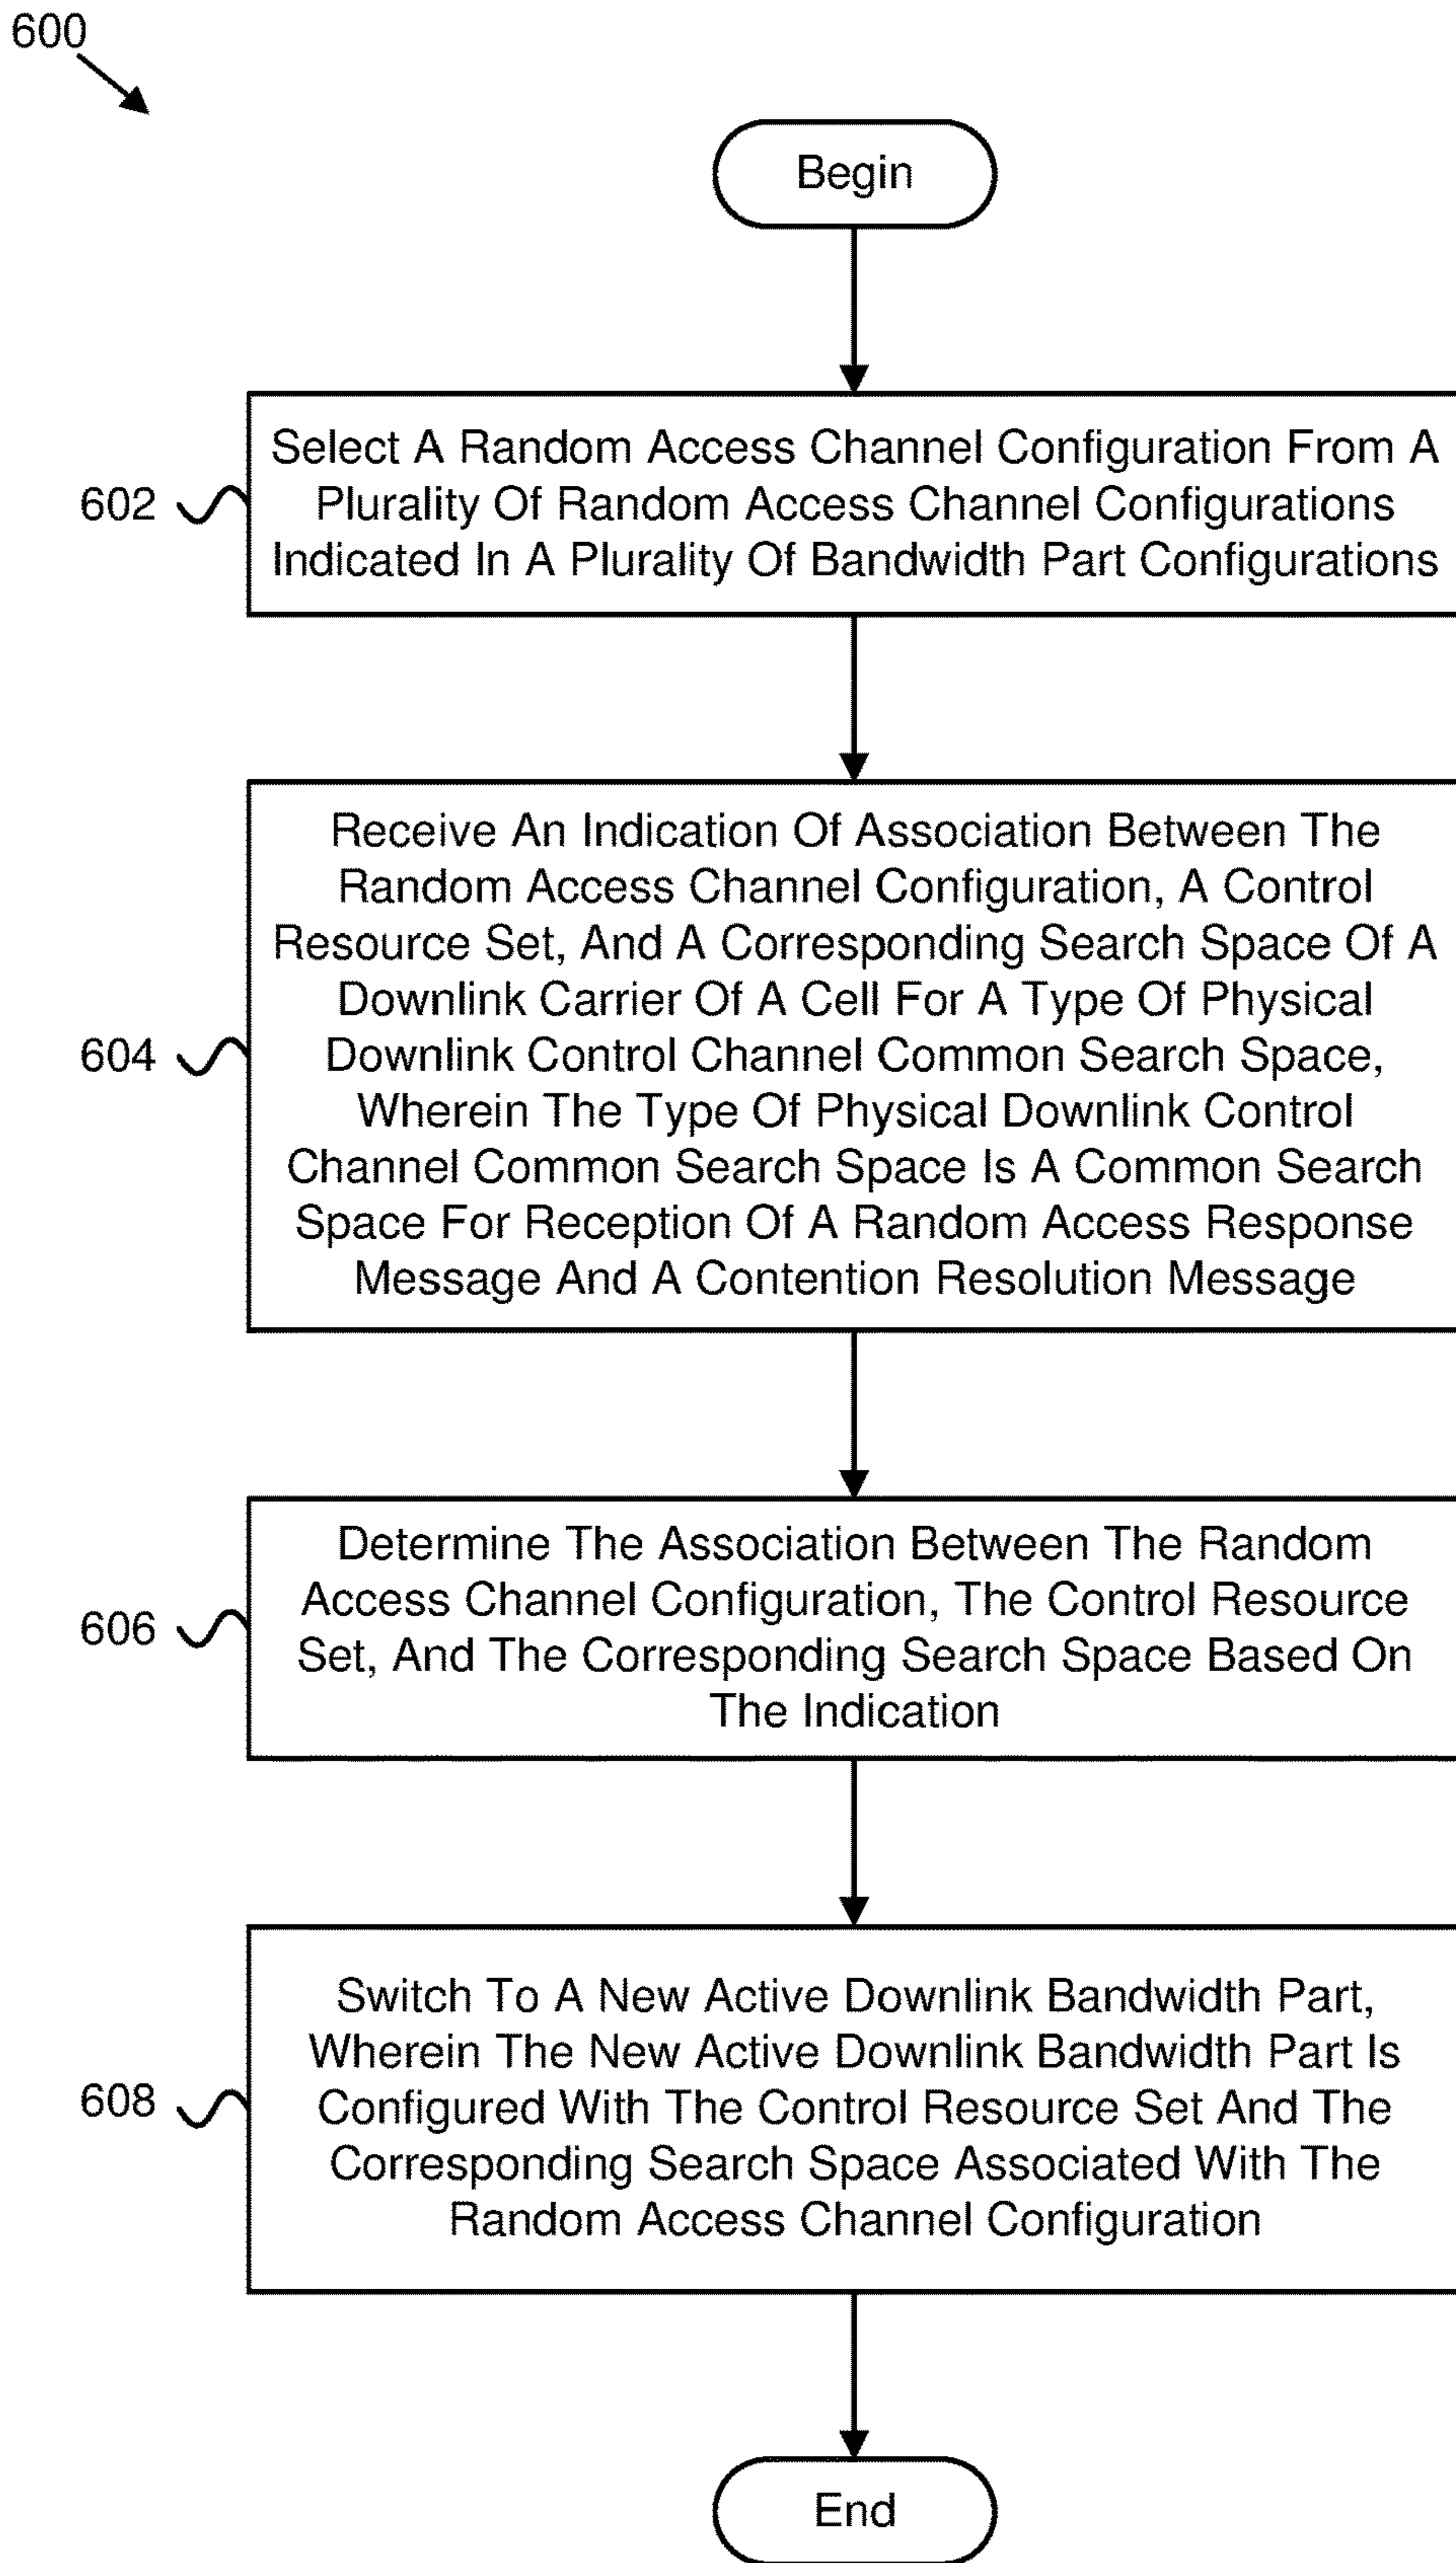 600
Begin
602
Select A Random Access Channel Configuration From A
Plurality Of Random Access Channel Configurations
Indicated In A Plurality Of Bandwidth Part Configurations
604
Receive An Indication Of Association Between The
Random Access Channel Configuration, A Control
Resource Set, And A Corresponding Search Space Of A
Downlink Carrier Of A Cell For A Type Of Physical
Downlink Control Channel Common Search Space,
Wherein The Type Of Physical Downlink Control
Channel Common Search Space Is A Common Search
Space For Reception Of A Random Access Response
Message And A Contention Resolution Message
606
Determine The Association Between The Random
Access Channel Configuration, The Control Resource
Set, And The Corresponding Search Space Based On
The Indication
608
Switch To A New Active Downlink Bandwidth Part,
Wherein The New Active Downlink Bandwidth Part Is
Configured With The Control Resource Set And The
Corresponding Search Space Associated With The
Random Access Channel Configuration
End